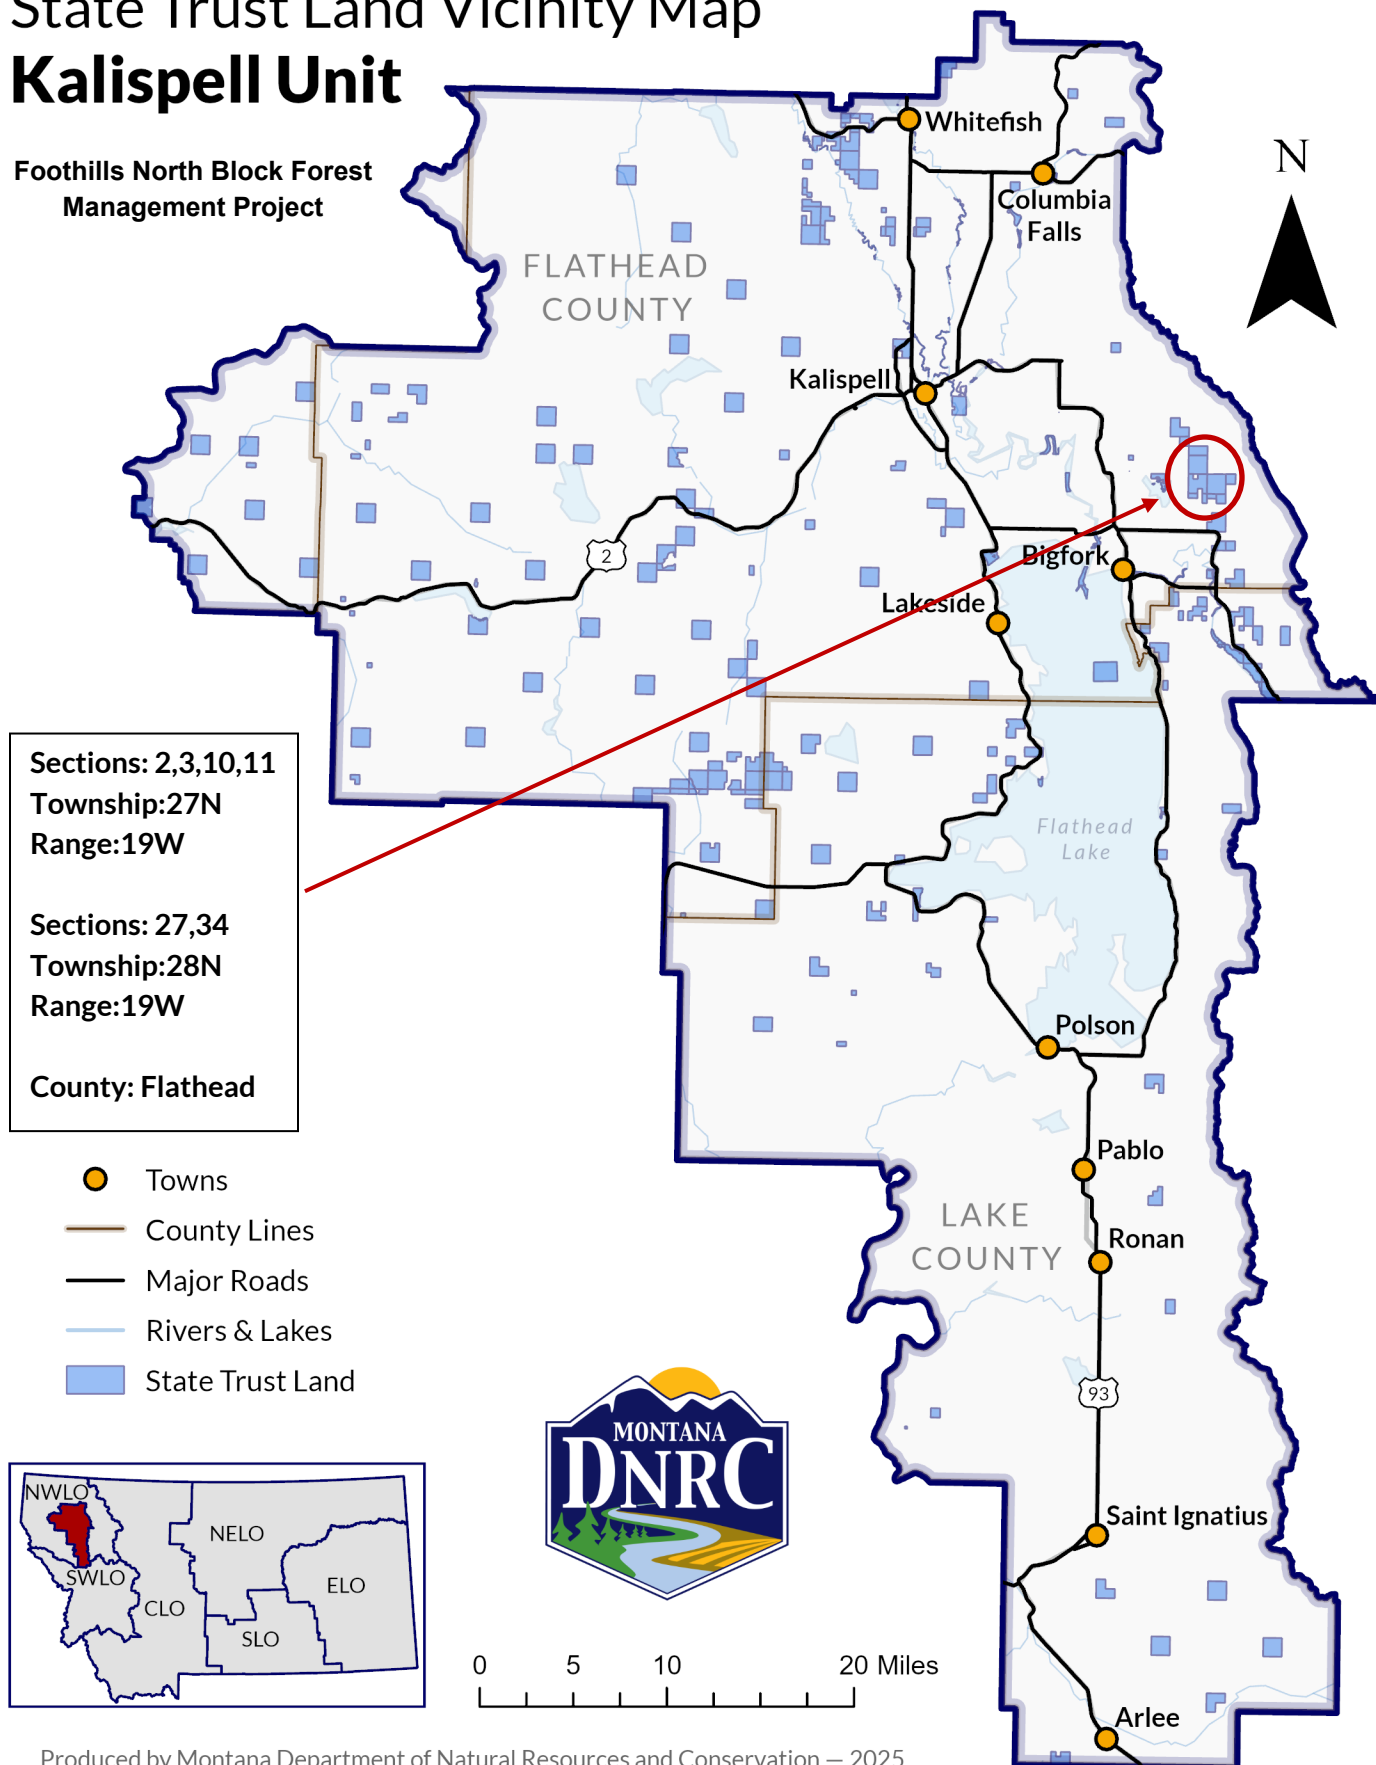 State Trust Land Vicinity Map
Kalispell Unit
Foothills North Block Forest
Management Project
N
Whitefish
Columbia
Falls
FLATHEAD
COUNTY
Kalispell
2
Bigfork
Lakeside
Sections: 2,3,10,11
Township:27N
Range:19W
Sections: 27,34
Township:28N
Range:19W
County: Flathead
Flathead
Lake
Polson
Pablo
LAKE
COUNTY
Ronan
Towns
County Lines
Major Roads
Rivers & Lakes
State Trust Land
93
MONTANA
DNRC
Saint Ignatius
NWLO
NELO
SWLO
ELO
CLO
SLO
0 5 10 20 Miles
Arlee
Produced by Montana Department of Natural Resources and Conservation — 2025